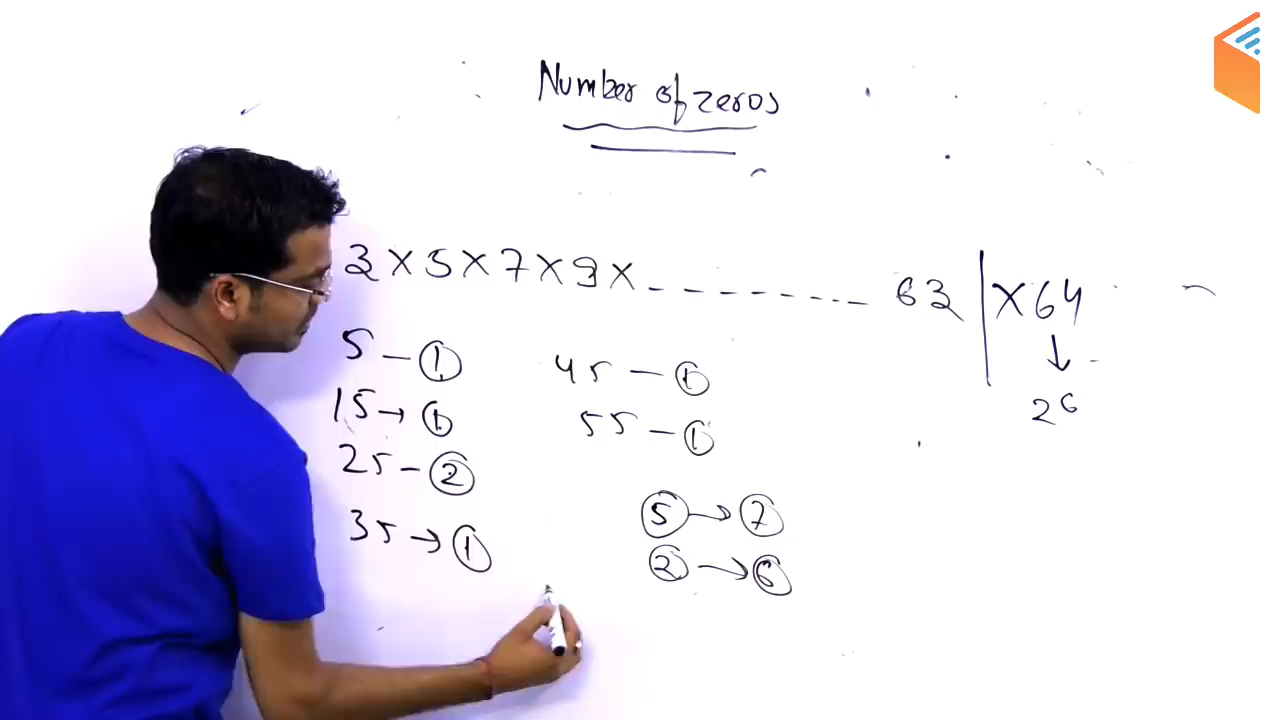 Number of zeros
3 × 5 × 7 × 9 × - - - - - - - - 63 | × 64
↓
2⁶
5 - 1
15 → 1
25 - 2
35 → 1
45 - 1
55 - 1
5 → 7
2 → 6